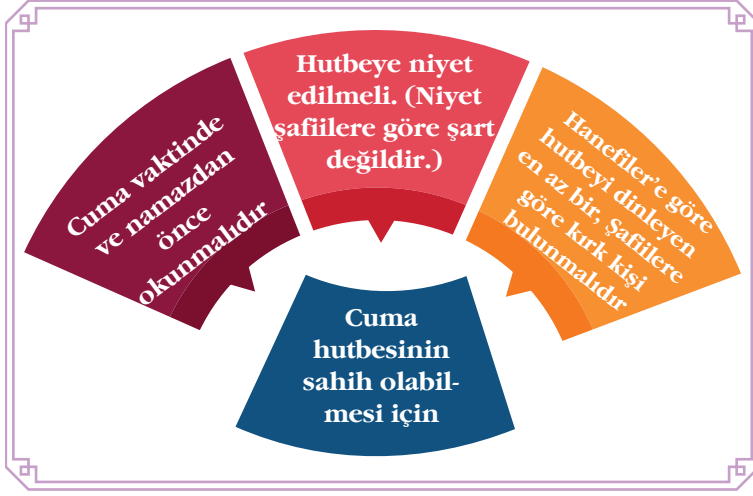 Cuma vaktinde
ve namazdan
önce
okunmalıdır
Hutbeye niyet
edilmeli. (Niyet
şafiilere göre şart
değildir.)
Hanefiler’e göre
hutbeyi dinleyen
en az bir, Şafiilere
göre kırk kişi
bulunmalıdır
Cuma
hutbesinin
sahih olabil-
mesi için